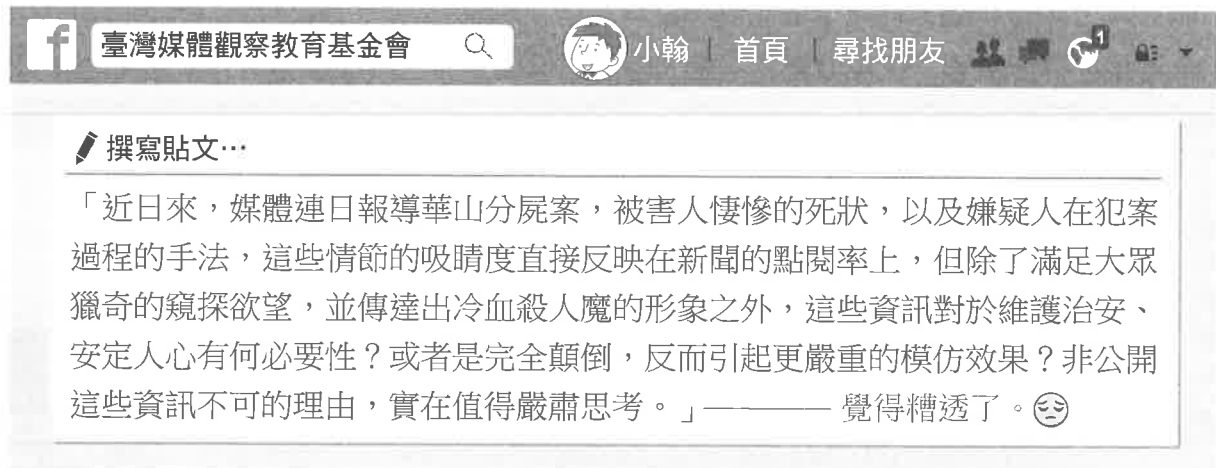 f 臺灣媒體觀察教育基金會 小翰 | 首頁 | 尋找朋友 1
撰寫貼文…
「近日來，媒體連日報導華山分屍案，被害人悽慘的死狀，以及嫌疑人在犯案
過程的手法，這些情節的吸睛度直接反映在新聞的點閱率上，但除了滿足大眾
獵奇的窺探欲望，並傳達出冷血殺人魔的形象之外，這些資訊對於維護治安、
安定人心有何必要性？或者是完全顛倒，反而引起更嚴重的模仿效果？非公開
這些資訊不可的理由，實在值得嚴肅思考。」——— 覺得糟透了。